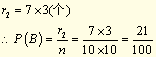 r₂ = 7×3(个)
∴ P(B) = r₂/n = 7×3/10×10 = 21/100